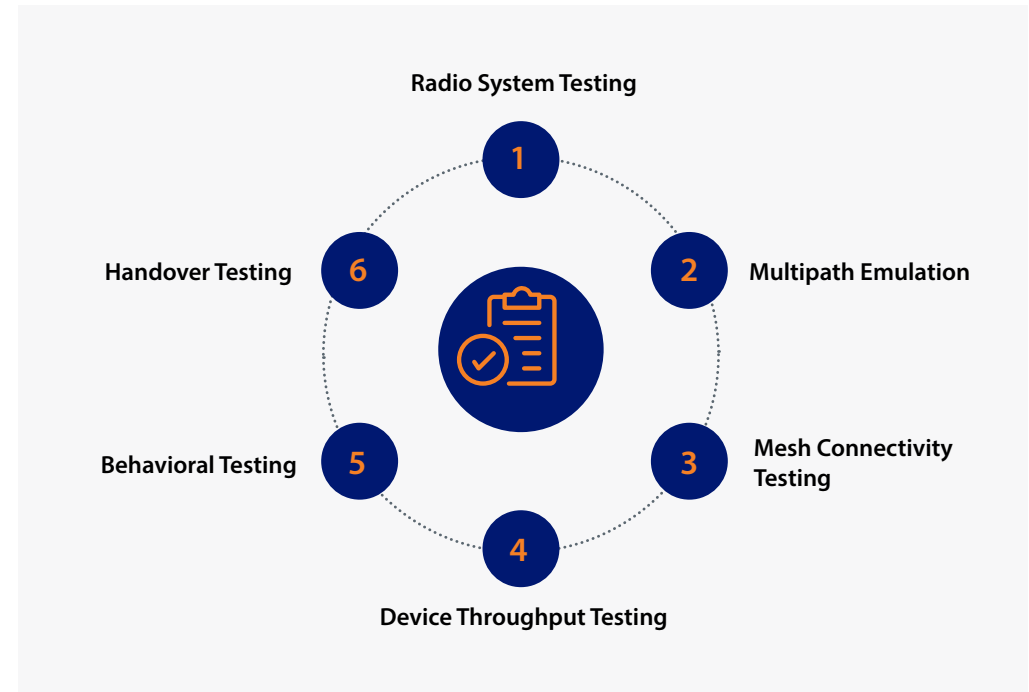 Radio System Testing
1
2
Multipath Emulation
3
Mesh Connectivity
Testing
4
Device Throughput Testing
5
Behavioral Testing
6
Handover Testing